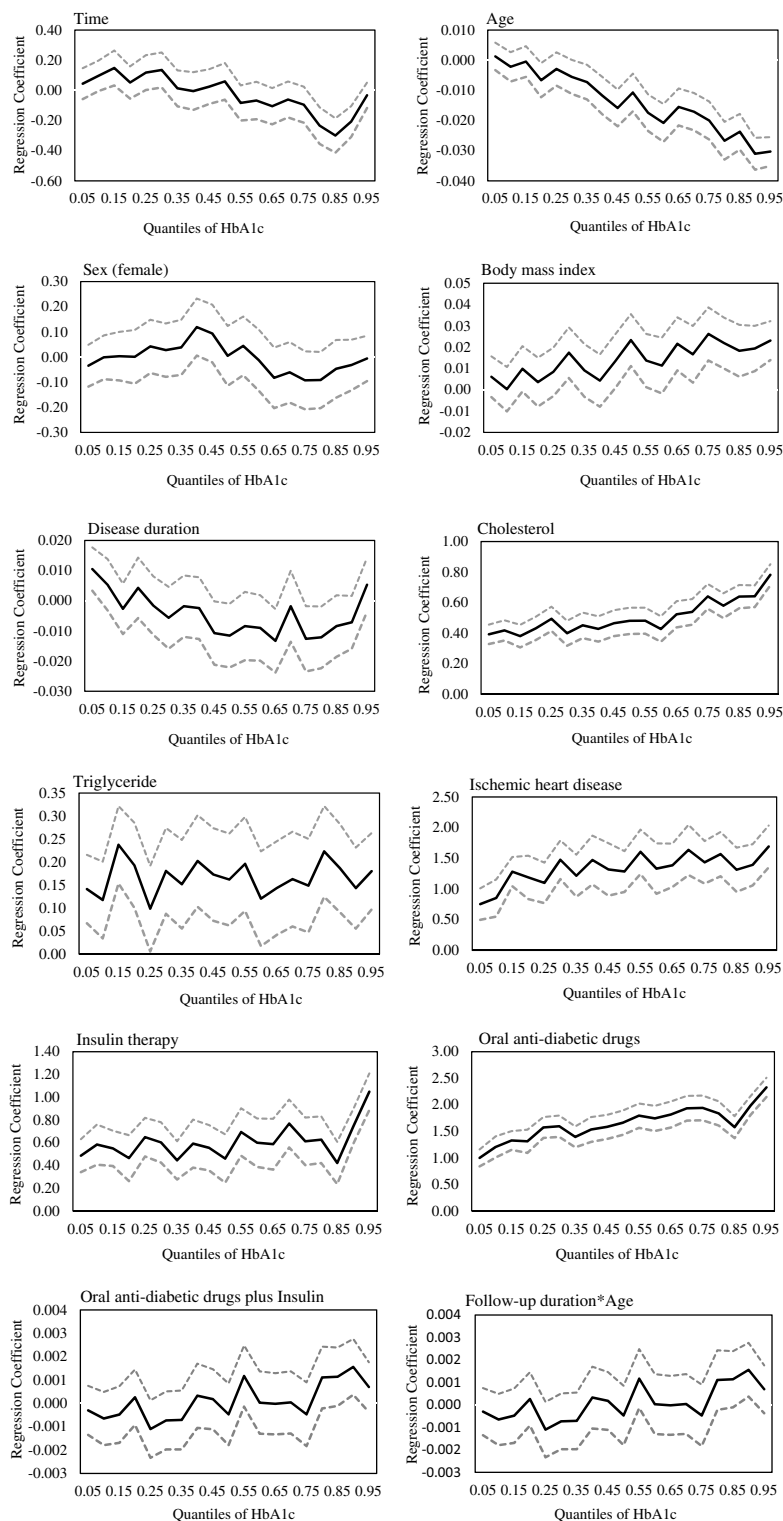 Time
Regression Coefficient
0.40
0.20
0.00
-0.20
-0.40
-0.60
0.05 0.15 0.25 0.35 0.45 0.55 0.65 0.75 0.85 0.95
Quantiles of HbA1c
Age
Regression Coefficient
0.000
-0.010
-0.020
-0.030
-0.040
0.05 0.15 0.25 0.35 0.45 0.55 0.65 0.75 0.85 0.95
Quantiles of HbA1c
Sex (female)
Regression Coefficient
0.30
0.20
0.10
0.00
-0.10
-0.20
-0.30
0.05 0.15 0.25 0.35 0.45 0.55 0.65 0.75 0.85 0.95
Quantiles of HbA1c
Body mass index
Regression Coefficient
0.05
0.04
0.03
0.02
0.01
0.00
-0.01
-0.02
0.05 0.15 0.25 0.35 0.45 0.55 0.65 0.75 0.85 0.95
Quantiles of HbA1c
Disease duration
Regression Coefficient
0.020
0.010
0.000
-0.010
-0.020
-0.030
0.05 0.15 0.25 0.35 0.45 0.55 0.65 0.75 0.85 0.95
Quantiles of HbA1c
Cholesterol
Regression Coefficient
1.00
0.80
0.60
0.40
0.20
0.00
0.05 0.15 0.25 0.35 0.45 0.55 0.65 0.75 0.85 0.95
Quantiles of HbA1c
Triglyceride
Regression Coefficient
0.35
0.30
0.25
0.20
0.15
0.10
0.05
0.00
0.05 0.15 0.25 0.35 0.45 0.55 0.65 0.75 0.85 0.95
Quantiles of HbA1c
Ischemic heart disease
Regression Coefficient
2.50
2.00
1.50
1.00
0.50
0.00
0.05 0.15 0.25 0.35 0.45 0.55 0.65 0.75 0.85 0.95
Quantiles of HbA1c
Insulin therapy
Regression Coefficient
1.40
1.20
1.00
0.80
0.60
0.40
0.20
0.00
0.05 0.15 0.25 0.35 0.45 0.55 0.65 0.75 0.85 0.95
Quantiles of HbA1c
Oral anti-diabetic drugs
Regression Coefficient
3.00
2.50
2.00
1.50
1.00
0.50
0.00
0.05 0.15 0.25 0.35 0.45 0.55 0.65 0.75 0.85 0.95
Quantiles of HbA1c
Oral anti-diabetic drugs plus Insulin
Regression Coefficient
0.004
0.003
0.002
0.001
0.000
-0.001
-0.002
-0.003
0.05 0.15 0.25 0.35 0.45 0.55 0.65 0.75 0.85 0.95
Quantiles of HbA1c
Follow-up duration*Age
Regression Coefficient
0.004
0.003
0.002
0.001
0.000
-0.001
-0.002
-0.003
0.05 0.15 0.25 0.35 0.45 0.55 0.65 0.75 0.85 0.95
Quantiles of HbA1c